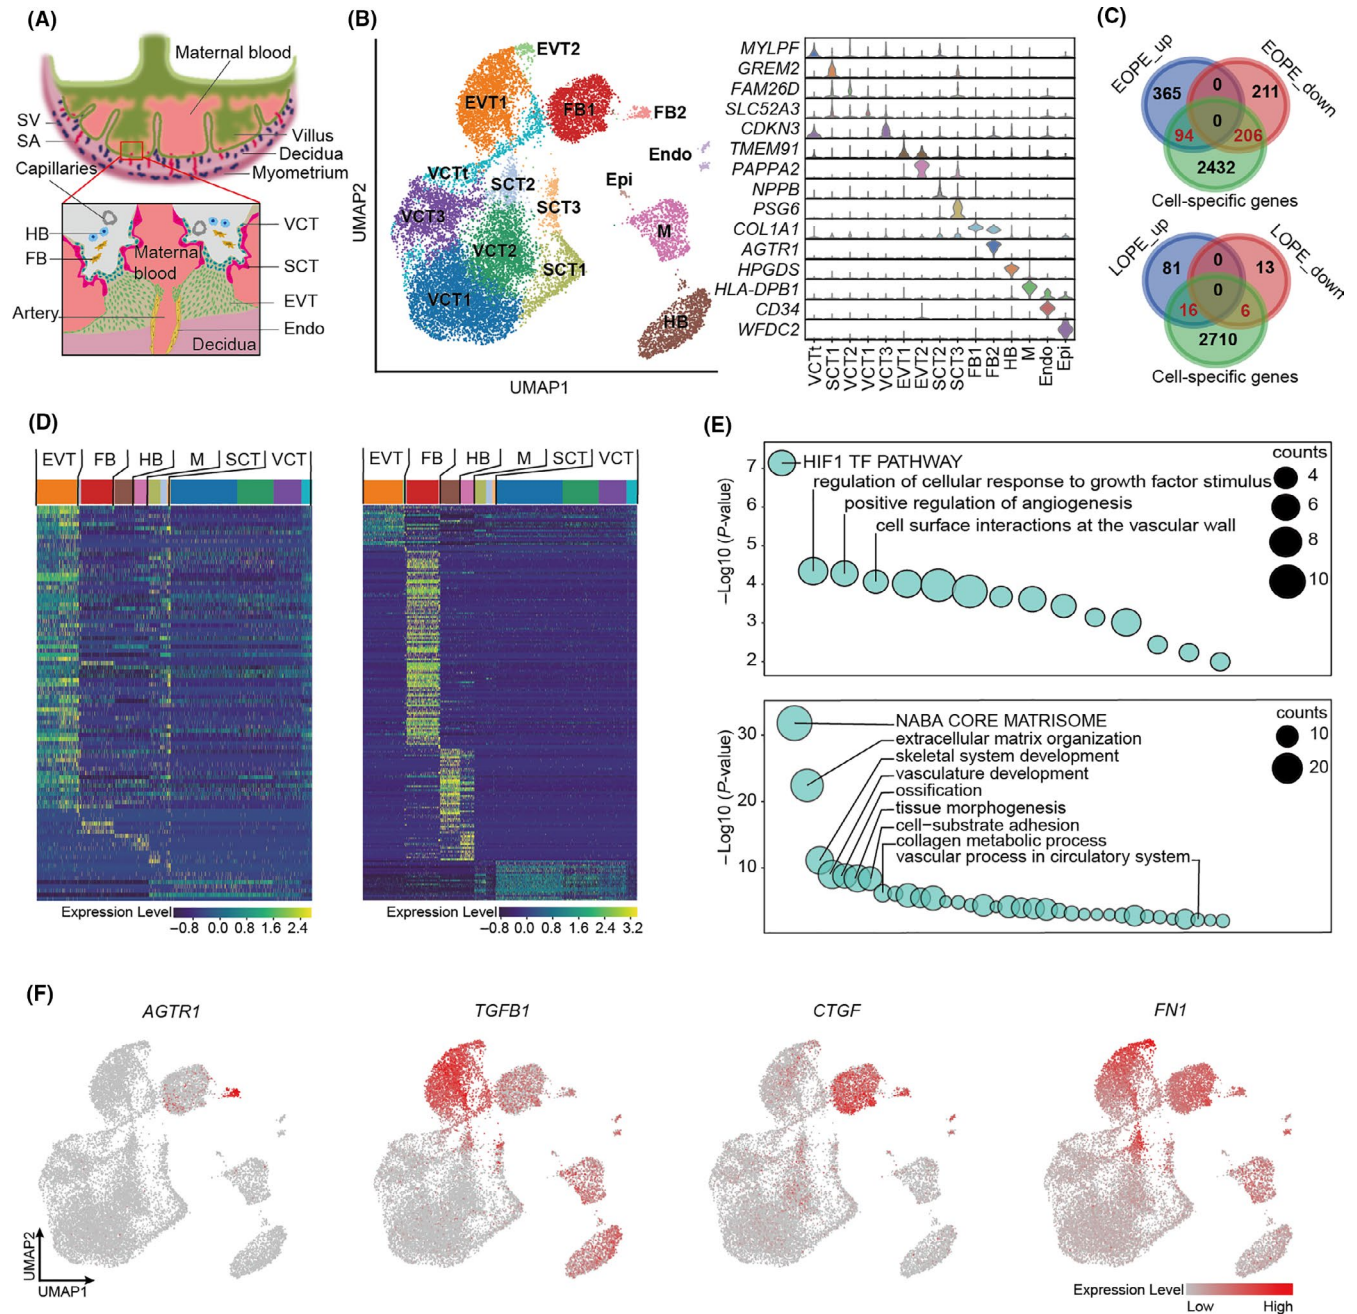 (A)
Maternal blood
SV
SA
Capillaries
Villus
Decidua
Myometrium
HB
FB
Maternal
blood
Artery
VCT
SCT
EVT
Endo
Decidua
(B)
UMAP2
UMAP1
EVT2
EVT1
FB1
FB2
Endo
VCTt
SCT2
Epi
VCT3
SCT3
M
VCT2
SCT1
VCT1
HB
MYLPF
GREM2
FAM26D
SLC52A3
CDKN3
TMEM91
PAPPA2
NPPB
PSG6
COL1A1
AGTR1
HPGDS
HLA-DPB1
CD34
WFDC2
VCTt
SCT1
VCT2
VCT1
VCT3
EVT1
EVT2
SCT2
SCT3
FB1
FB2
HB
M
Endo
Epi
(C)
EOPE_up
EOPE_down
365
0
211
0
94
206
2432
Cell-specific genes
LOPE_up
LOPE_down
81
0
13
0
16
6
2710
Cell-specific genes
(D)
EVT FB HB M SCT VCT
Expression Level
−0.8 0.0 0.8 1.6 2.4
EVT FB HB M SCT VCT
Expression Level
−0.8 0.0 0.8 1.6 2.4 3.2
(E)
−Log10 (P-value)
7
6
5
4
3
2
HIF1 TF PATHWAY
regulation of cellular response to growth factor stimulus
positive regulation of angiogenesis
cell surface interactions at the vascular wall
counts
4
6
8
10
−Log10 (P-value)
30
20
10
NABA CORE MATRISOME
extracellular matrix organization
skeletal system development
vasculature development
ossification
tissue morphogenesis
cell−substrate adhesion
collagen metabolic process
vascular process in circulatory system
counts
10
20
(F)
AGTR1
TGFB1
CTGF
FN1
UMAP2
UMAP1
Expression Level
Low High